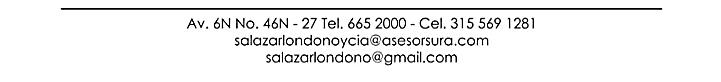 Av. 6N No. 46N - 27 Tel. 665 2000 - Cel. 315 569 1281
salazarlondonoycia@asesorsura.com
salazarlondono@gmail.com